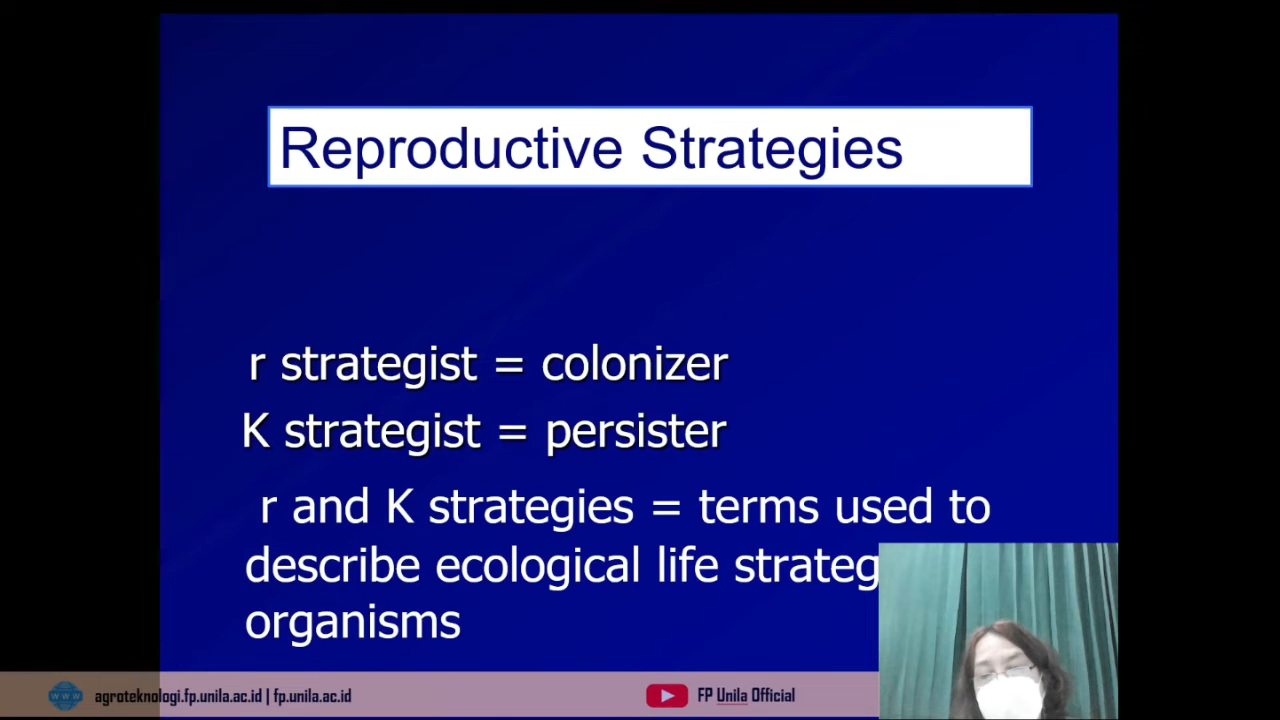 Reproductive Strategies
r strategist = colonizer
K strategist = persister
r and K strategies = terms used to
describe ecological life
organisms
agroteknologi.fp.unila.ac.id | fp.unila.ac.id
FP Unila Official